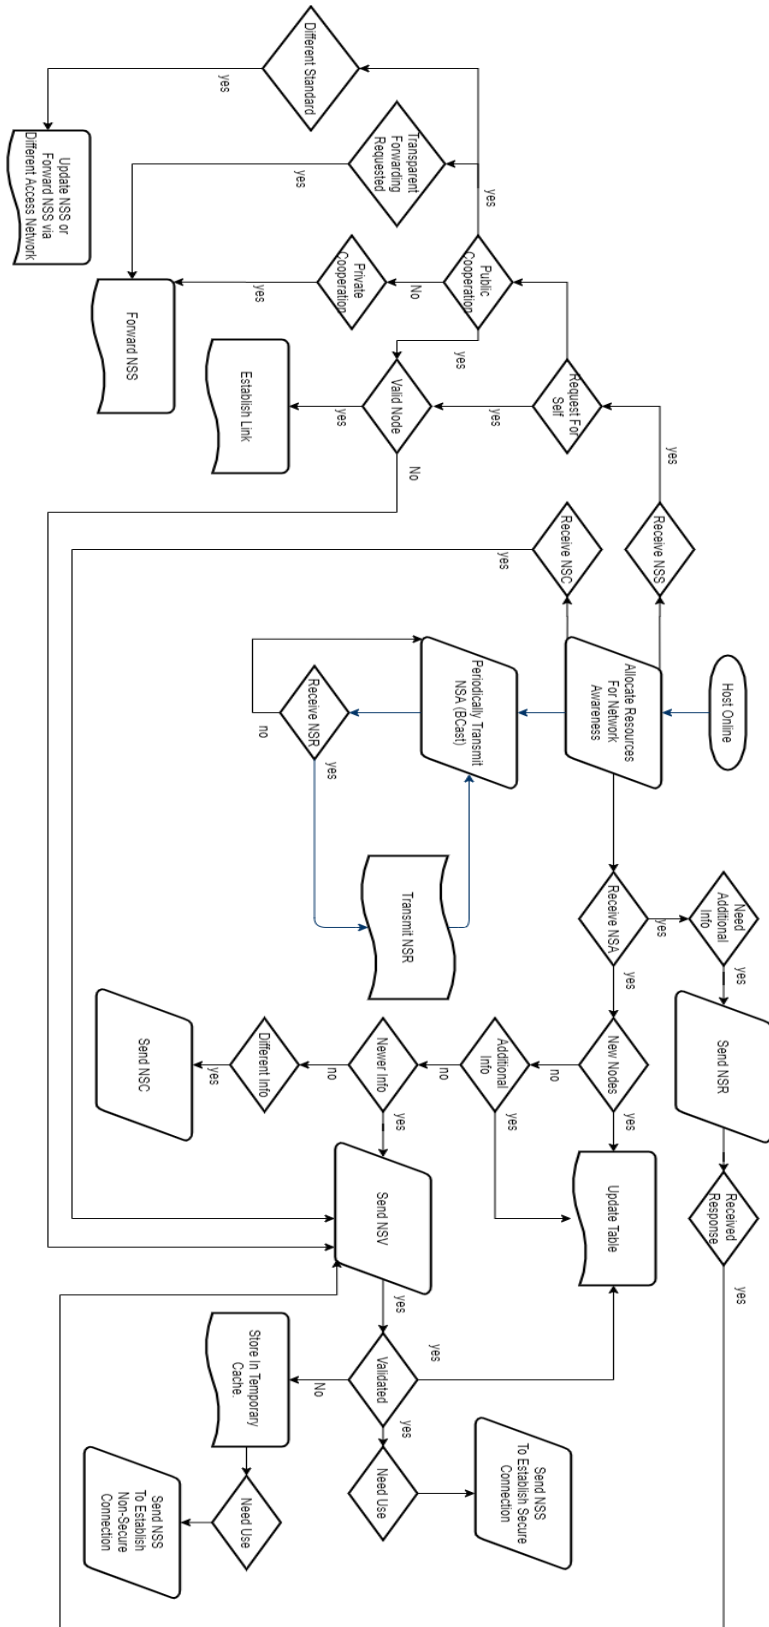 Host Online
Allocate Resources
For Network
Awareness
Receive NSS
yes
Request For
Self
yes
Public
Cooperation
yes
Different Standard
yes
Update NSS or
Forward NSS via
Different Access Network
Transparent
Forwarding
Requested
yes
No
Private
Cooperation
yes
Forward NSS
yes
Valid Node
yes
Establish Link
No
Receive NSC
yes
Periodically Transmit
NSA (BCast)
Receive NSR
no
yes
Transmit NSR
Receive NSA
yes
Need
Additional
Info
yes
Send NSR
Received
Response
yes
yes
New Nodes
yes
Update Table
no
Additional
Info
yes
no
Newer Info
yes
no
Different Info
yes
Send NSC
Send NSV
yes
Validated
yes
yes
Need Use
Send NSS
To Establish Secure
Connection
No
Store In Temporary
Cache.
Need Use
Send NSS
To Establish
Non-Secure
Connection